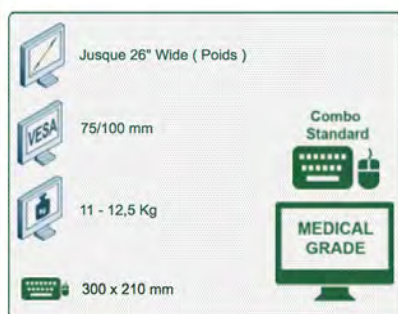 Jusque 26" Wide ( Poids )
VESA
75/100 mm
11 - 12,5 Kg
300 x 210 mm
Combo
Standard
MEDICAL
GRADE